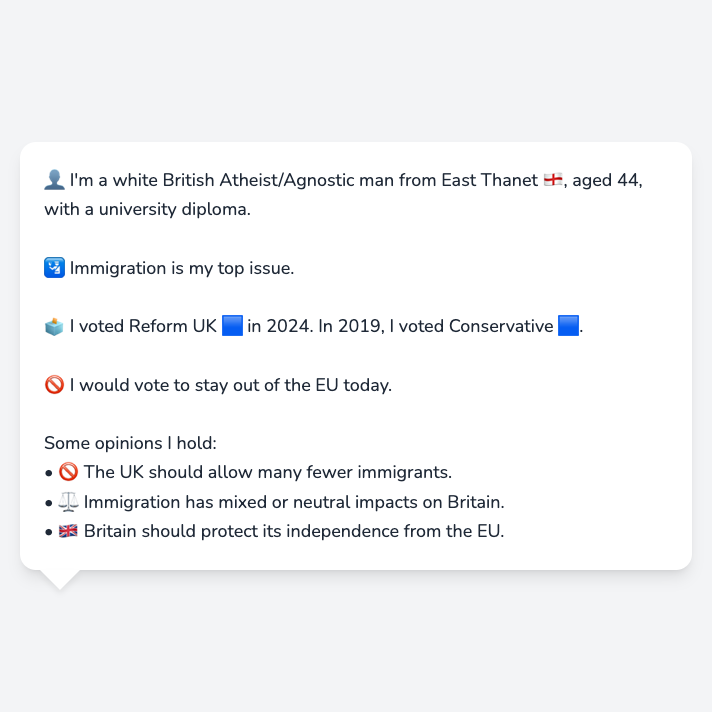 👤 I'm a white British Atheist/Agnostic man from East Thanet 🏴󠁧󠁢󠁥󠁮󠁧󠁿, aged 44,
with a university diploma.
🛂 Immigration is my top issue.
🗳️ I voted Reform UK 🟦 in 2024. In 2019, I voted Conservative 🟦.
🚫 I would vote to stay out of the EU today.
Some opinions I hold:
• 🚫 The UK should allow many fewer immigrants.
• ⚖️ Immigration has mixed or neutral impacts on Britain.
• 🇬🇧 Britain should protect its independence from the EU.